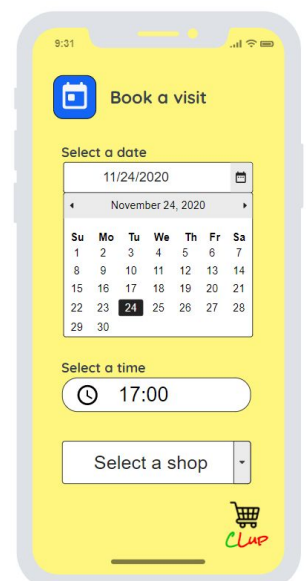 9:31
Book a visit
Select a date
11/24/2020
November 24, 2020
Su Mo Tu We Th Fr Sa
1 2 3 4 5 6 7
8 9 10 11 12 13 14
15 16 17 18 19 20 21
22 23 24 25 26 27 28
29 30
Select a time
17:00
Select a shop
CLup